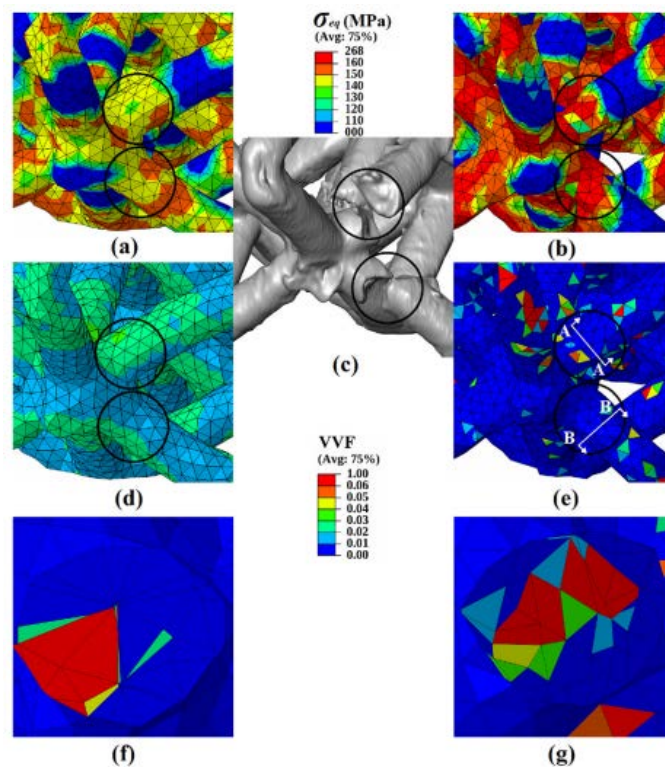 σeq (MPa)
(Avg: 75%)
268
160
150
140
130
120
110
000
(a)
(b)
(c)
A
A
B
B
(d)
(e)
VVF
(Avg: 75%)
1.00
0.06
0.05
0.04
0.03
0.02
0.01
0.00
(f)
(g)